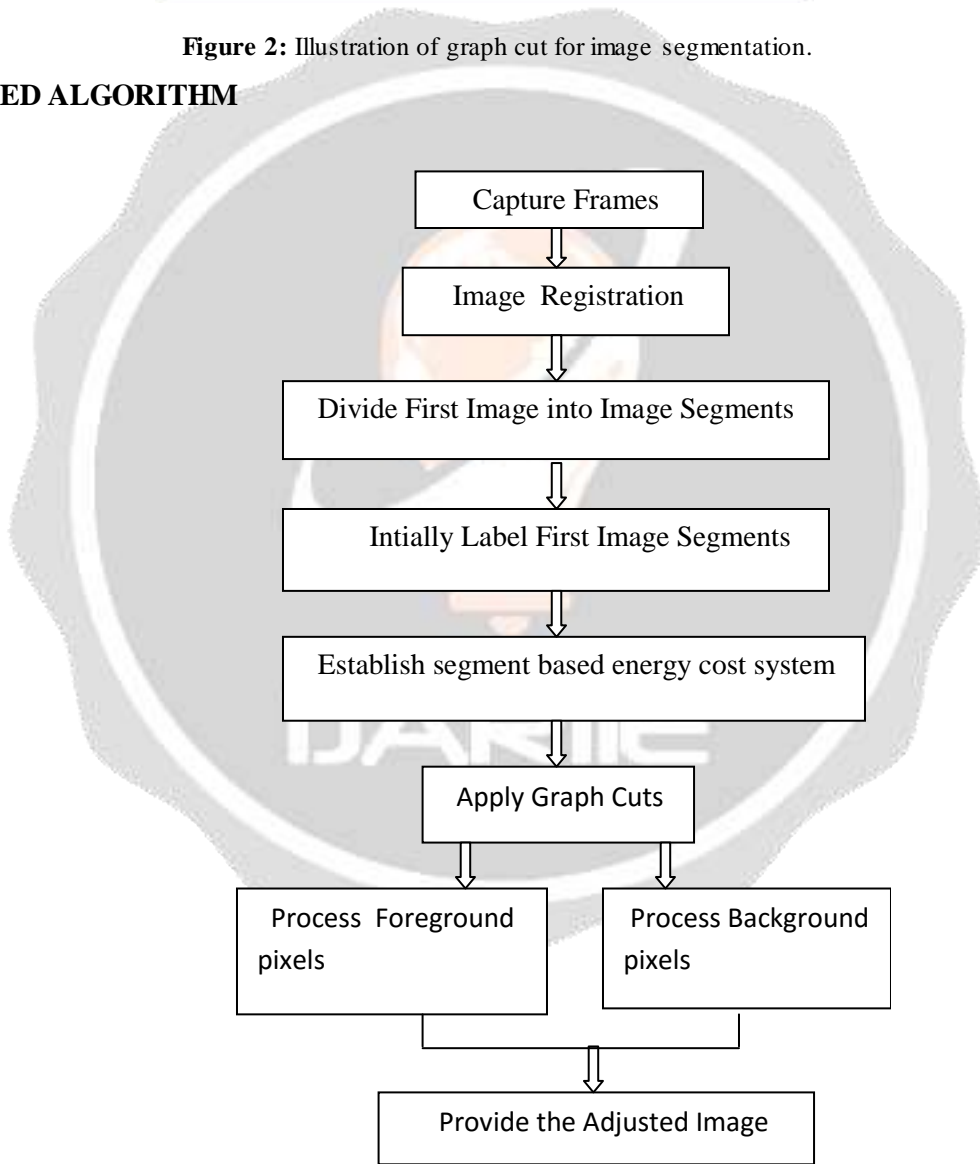 Figure 2: Illustration of graph cut for image segmentation.
ED ALGORITHM
Capture Frames
Image Registration
Divide First Image into Image Segments
Intially Label First Image Segments
Establish segment based energy cost system
IJARIIE
Apply Graph Cuts
Process Foreground
pixels
Process Background
pixels
Provide the Adjusted Image